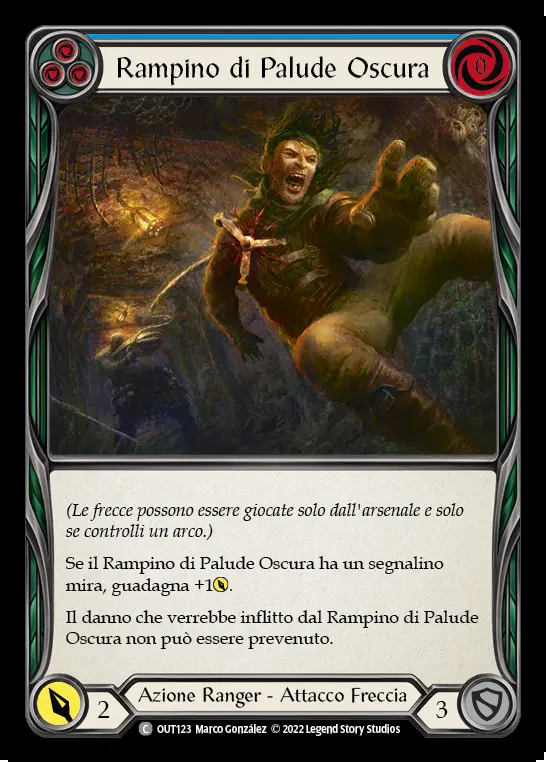 Rampino di Palude Oscura
0
(Le frecce possono essere giocate solo dall'arsenale e solo
se controlli un arco.)
Se il Rampino di Palude Oscura ha un segnalino
mira, guadagna +1.
Il danno che verrebbe inflitto dal Rampino di Palude
Oscura non può essere prevenuto.
2
Azione Ranger - Attacco Freccia
3
C OUT123 Marco González © 2022 Legend Story Studios